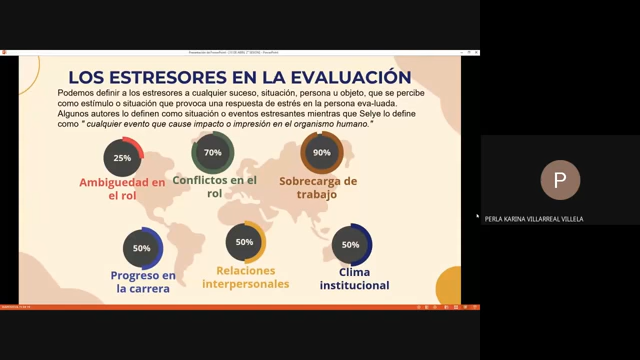 LOS ESTRESORES EN LA EVALUACIÓN
Podemos definir a los estresores a cualquier suceso, situación, persona u objeto, que se percibe
como estímulo o situación que provoca una respuesta de estrés en la persona eva-luada.
Algunos autores lo definen como situación o eventos estresantes mientras que Selye lo define
como " cualquier evento que cause impacto o impresión en el organismo humano."
25%
70%
90%
Ambiguedad en
el rol
Conflictos en el
rol
Sobrecarga de
trabajo
50%
50%
50%
Progreso en
la carrera
Relaciones
interpersonales
Clima
institucional
P
PERLA KARINA VILLARREAL VILLELA